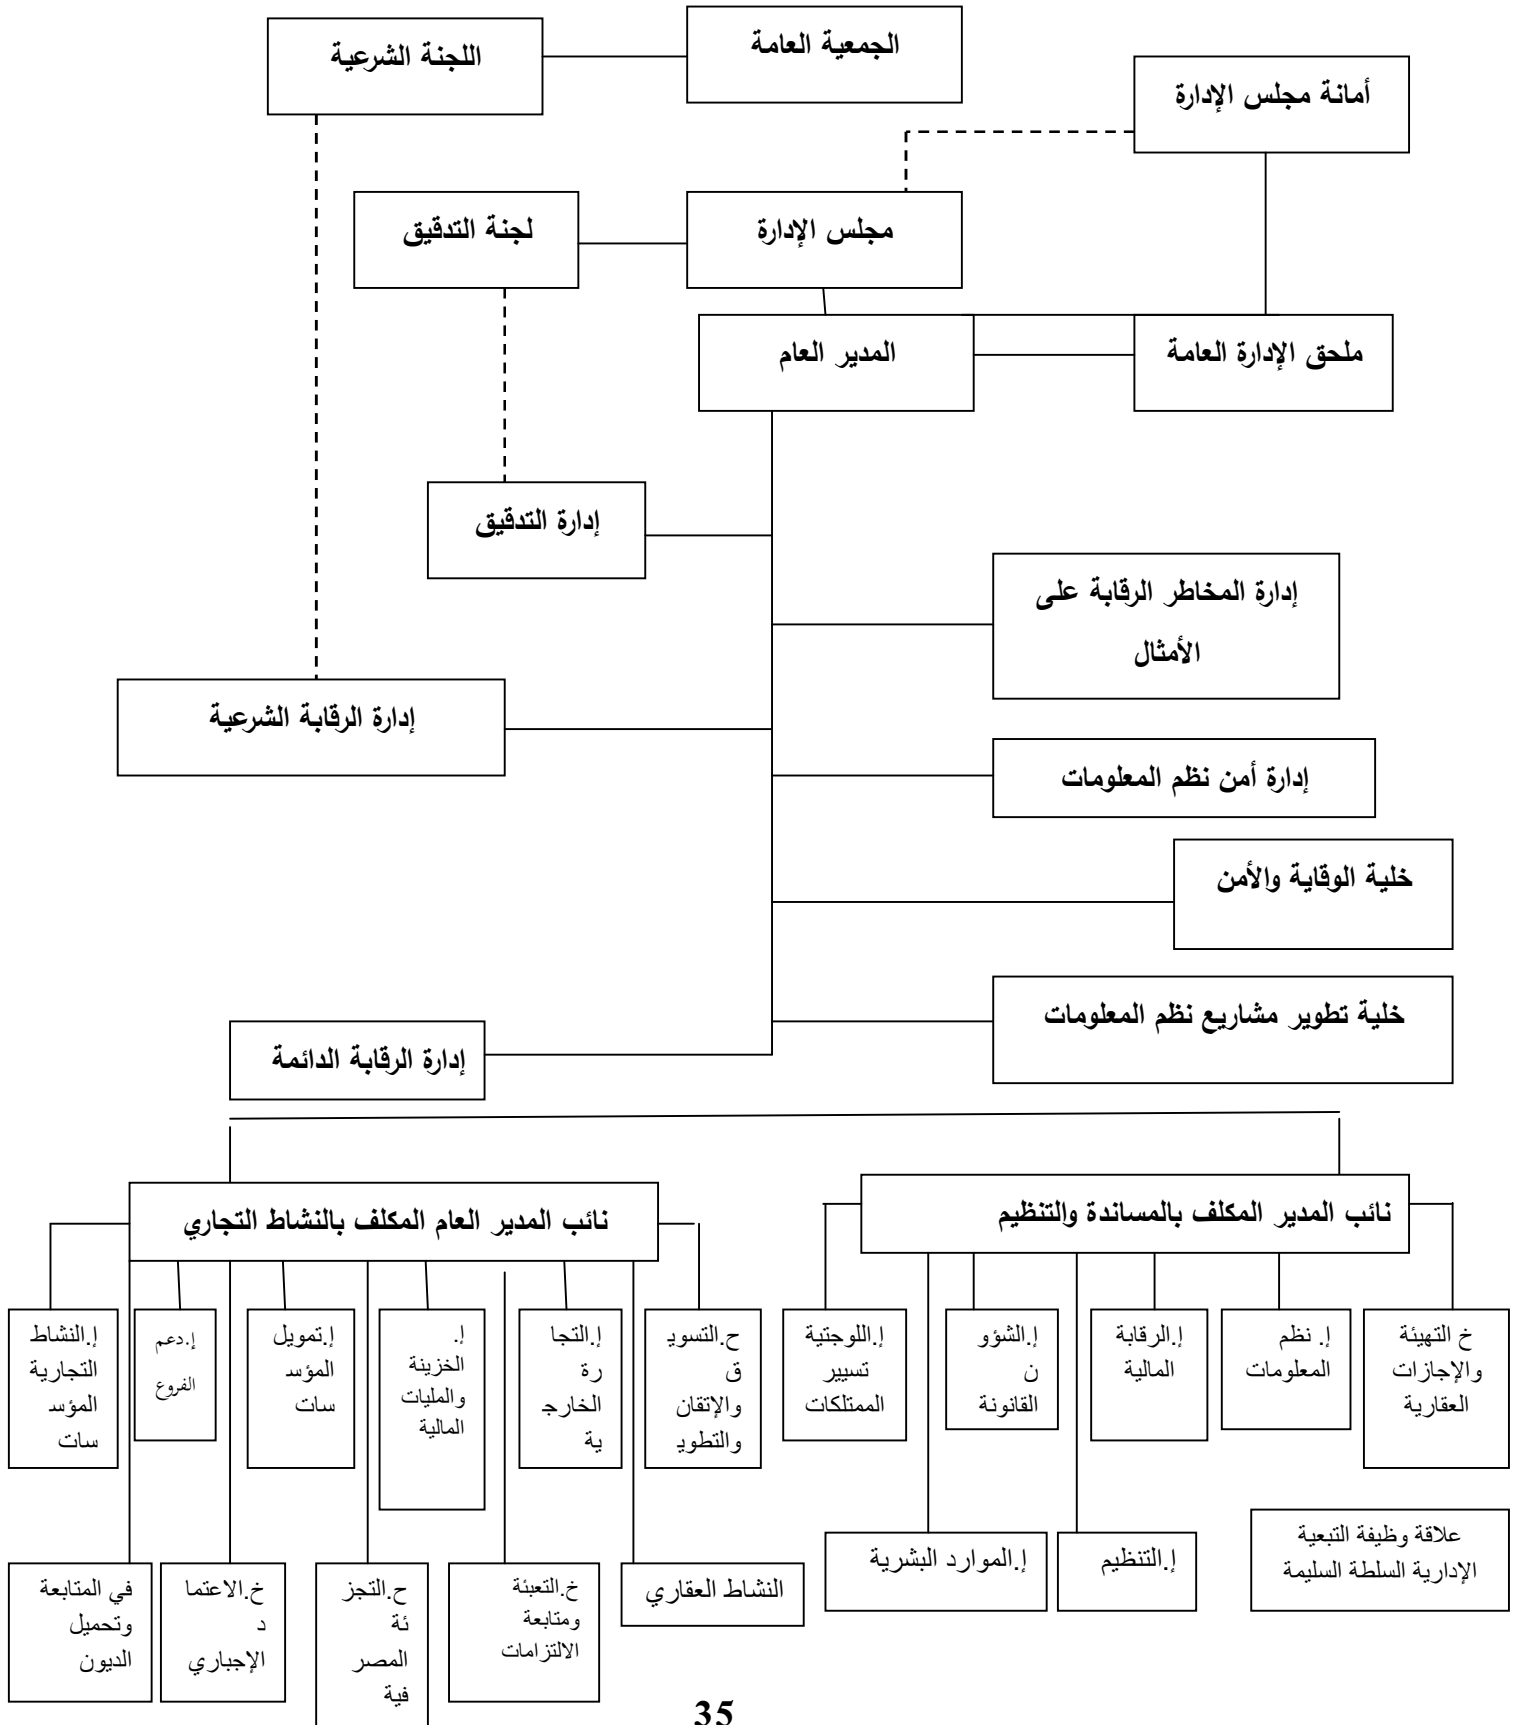 الجمعية العامة
اللجنة الشرعية
أمانة مجلس الإدارة
مجلس الإدارة
لجنة التدقيق
ملحق الإدارة العامة
المدير العام
إدارة التدقيق
إدارة المخاطر الرقابة على
الأمثال
إدارة الرقابة الشرعية
إدارة أمن نظم المعلومات
خلية الوقاية والأمن
خلية تطوير مشاريع نظم المعلومات
إدارة الرقابة الدائمة
نائب المدير المكلف بالمساندة والتنظيم
نائب المدير العام المكلف بالنشاط التجاري
خ التهيئة
والإجازات
العقارية
إ. نظم
المعلومات
إ.الرقابة
المالية
إ.الشؤو
ن
القانونة
إ.اللوجتية
تسيير
الممتلكات
ح.التسويـ
ق
والإتقان
والتطويـ
إ.التجا
رة
الخارجـ
ية
إ.
الخزينة
والمليات
المالية
إ.تمويل
المؤسـ
سات
إ.دعم
الفروع
إ.النشاط
التجارية
المؤسـ
سات
علاقة وظيفة التبعية
الإدارية السلطة السليمة
إ.التنظيم
إ.الموارد البشرية
النشاط العقاري
خ.التعبئة
ومتابعة
الالتزامات
ح.التجز
ئة
المصر
فية
خ.الاعتما
د
الإجباري
في المتابعة
وتحميل
الديون
35